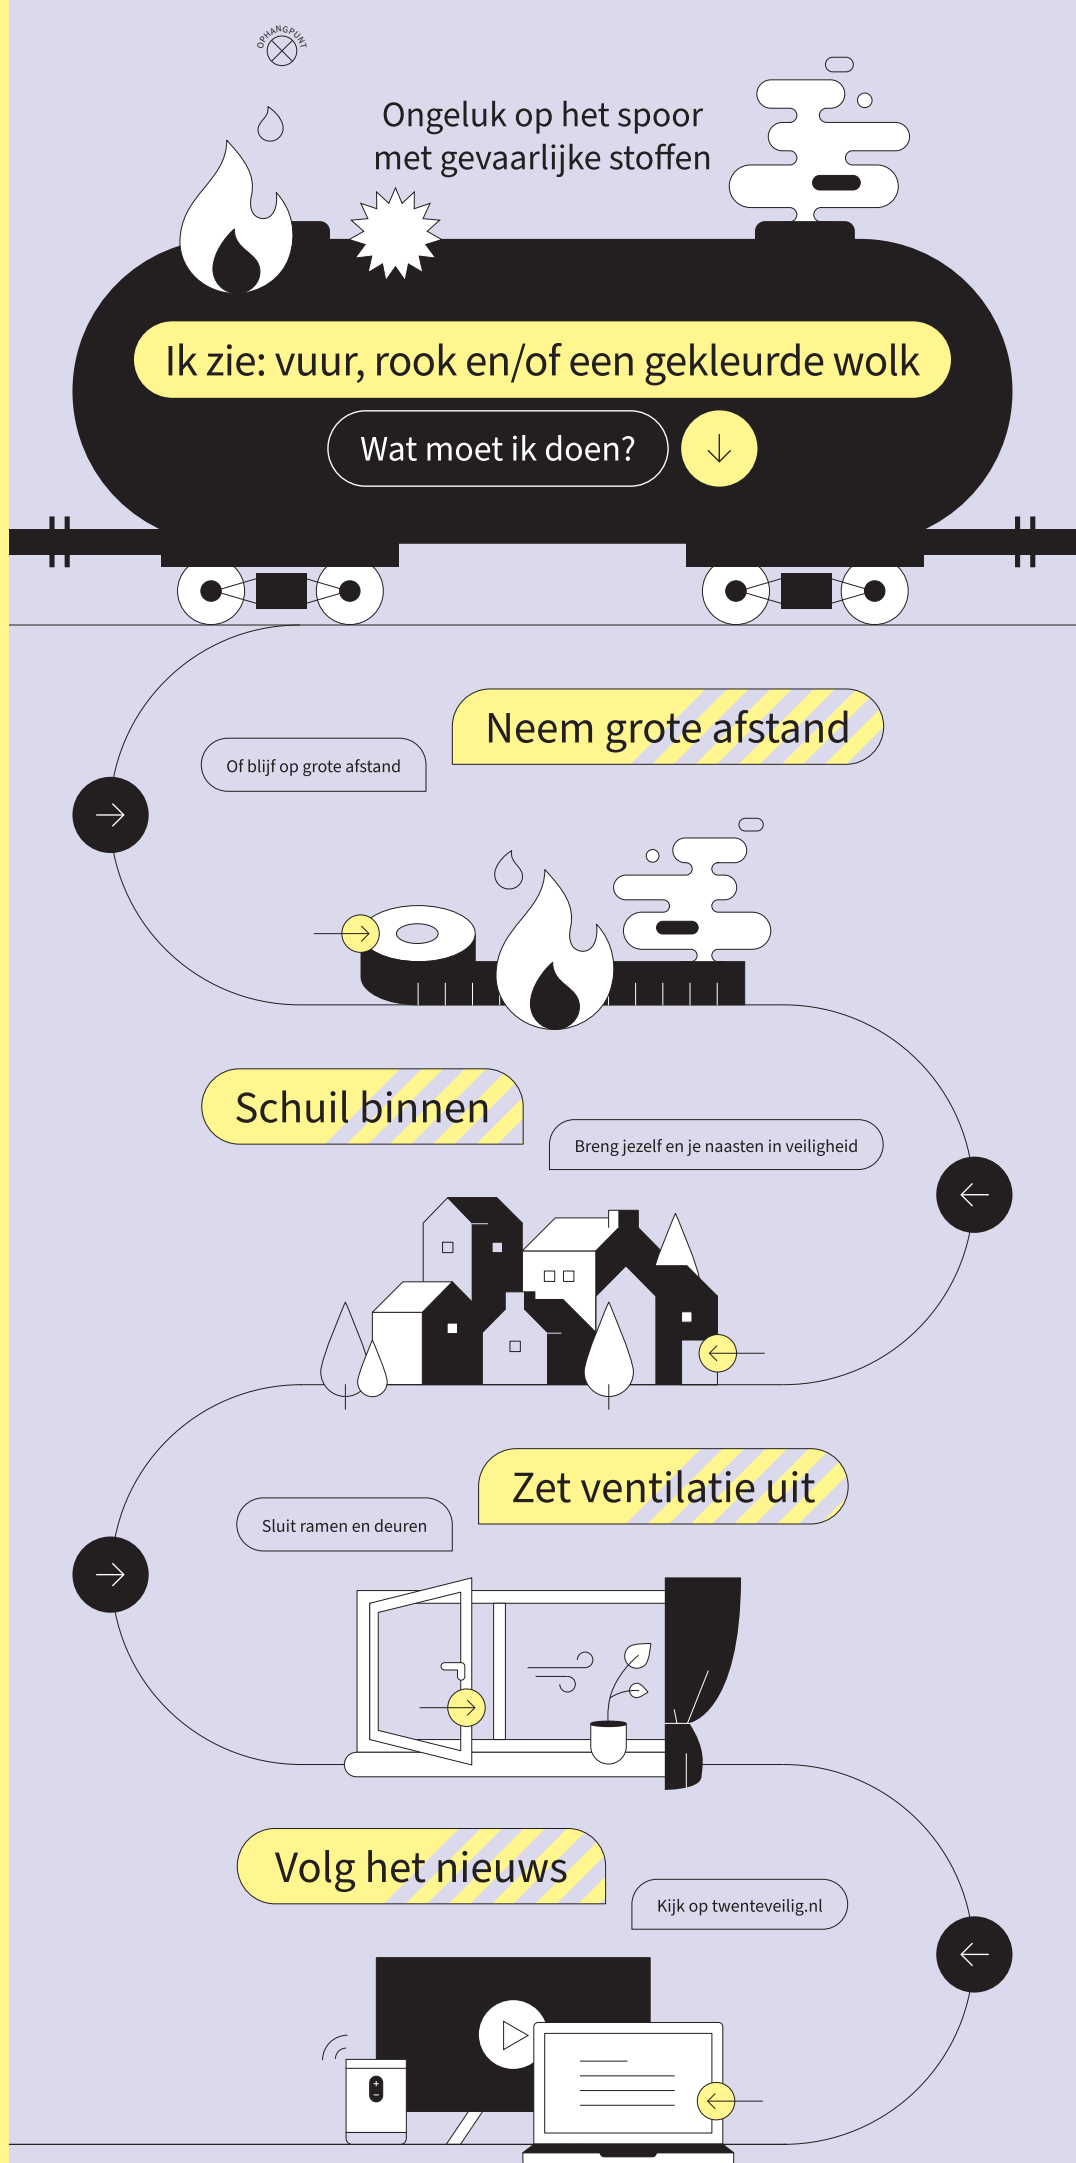 OPHANGPUNT
Ongeluk op het spoor
met gevaarlijke stoffen
Ik zie: vuur, rook en/of een gekleurde wolk
Wat moet ik doen?
Neem grote afstand
Of blijf op grote afstand
Schuil binnen
Breng jezelf en je naasten in veiligheid
Zet ventilatie uit
Sluit ramen en deuren
Volg het nieuws
Kijk op twenteveilig.nl